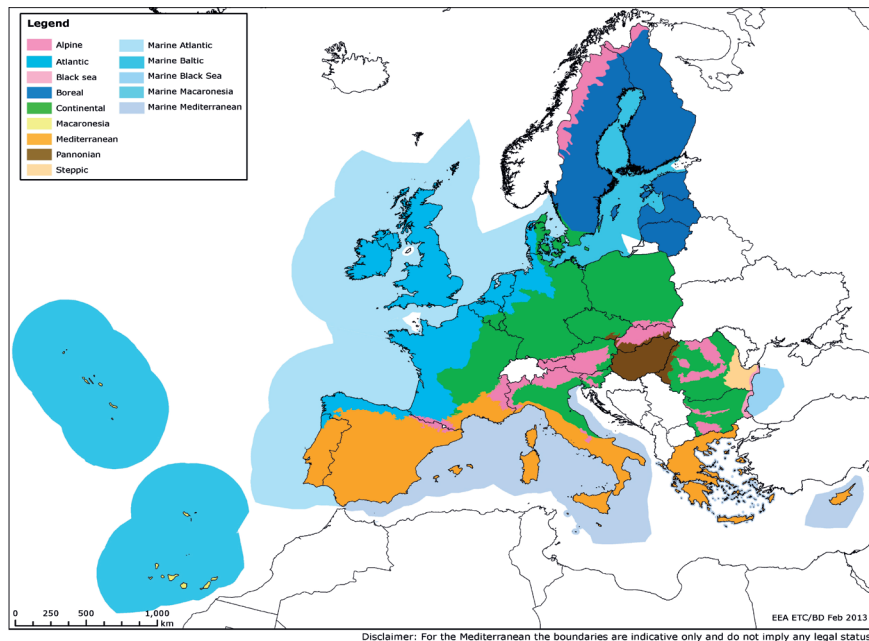 Legend
Alpine
Atlantic
Black sea
Boreal
Continental
Macaronesia
Mediterranean
Pannonian
Steppic
Marine Atlantic
Marine Baltic
Marine Black Sea
Marine Macaronesia
Marine Mediterranean
0 250 500 1,000
km
EEA ETC/BD Feb 2013
Disclaimer: For the Mediterranean the boundaries are indicative only and do not imply any legal status